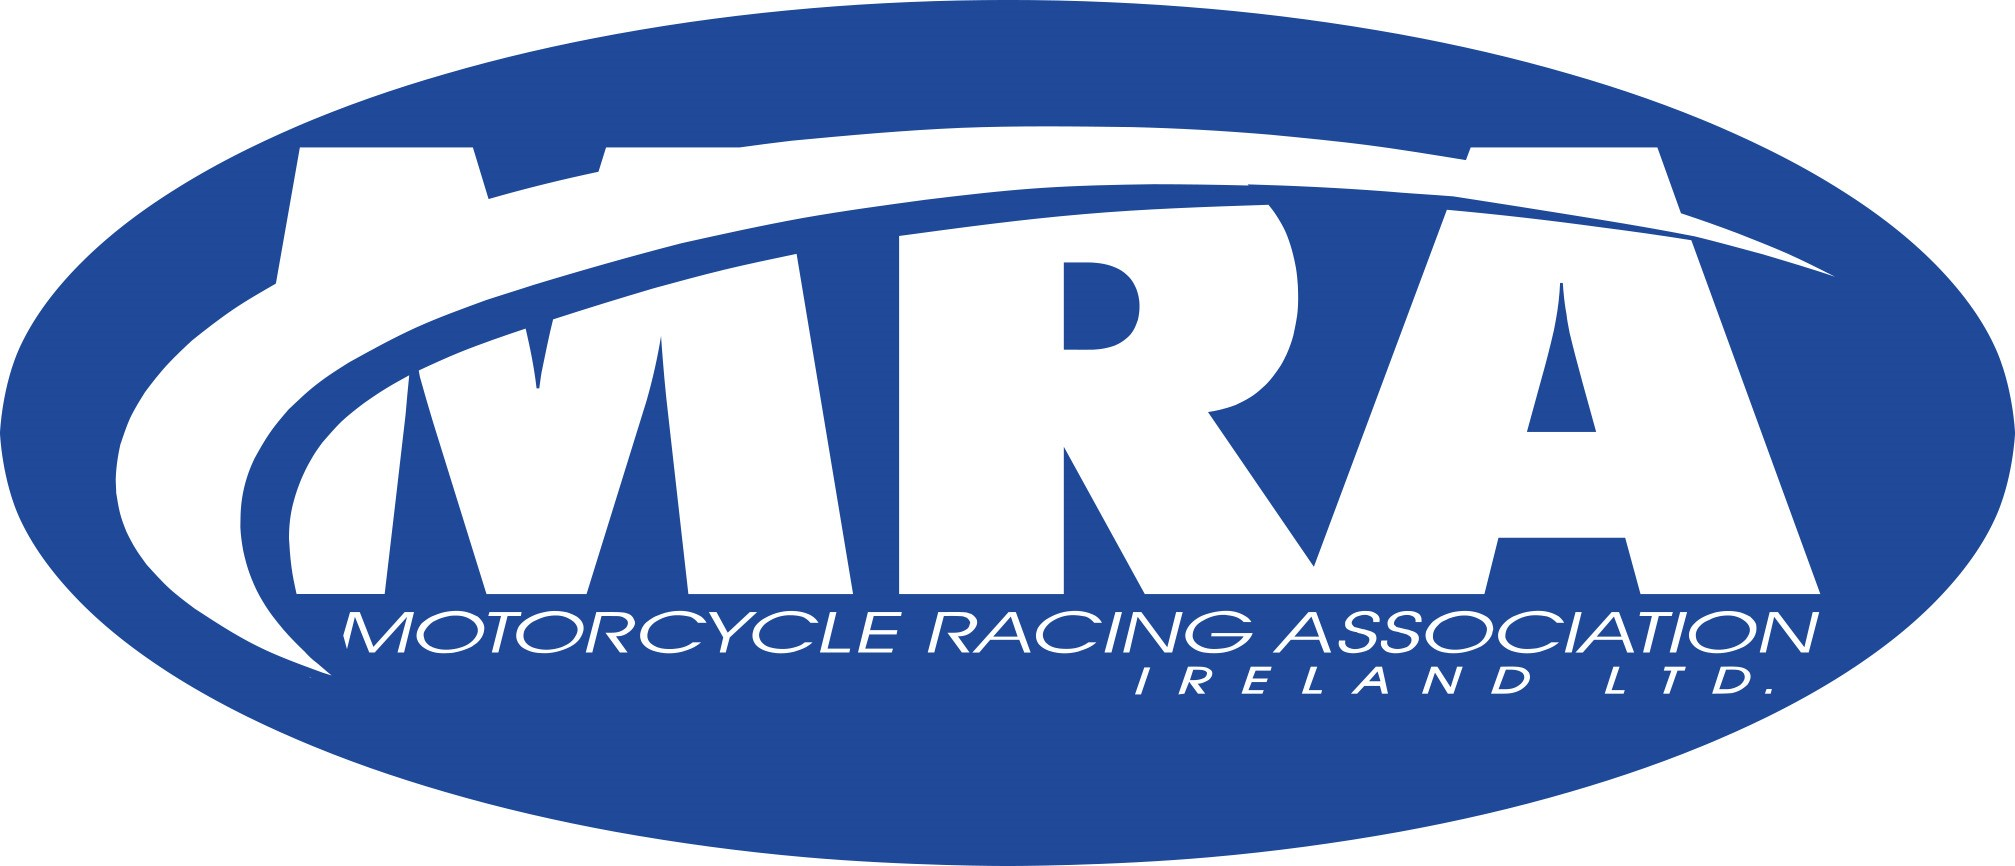 MRA
MOTORCYCLE RACING ASSOCIATION
IRELAND LTD.